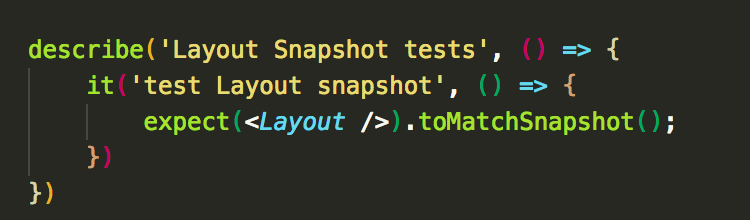 describe('Layout Snapshot tests', () => {
    it('test Layout snapshot', () => {
        expect(<Layout />).toMatchSnapshot();
    })
})